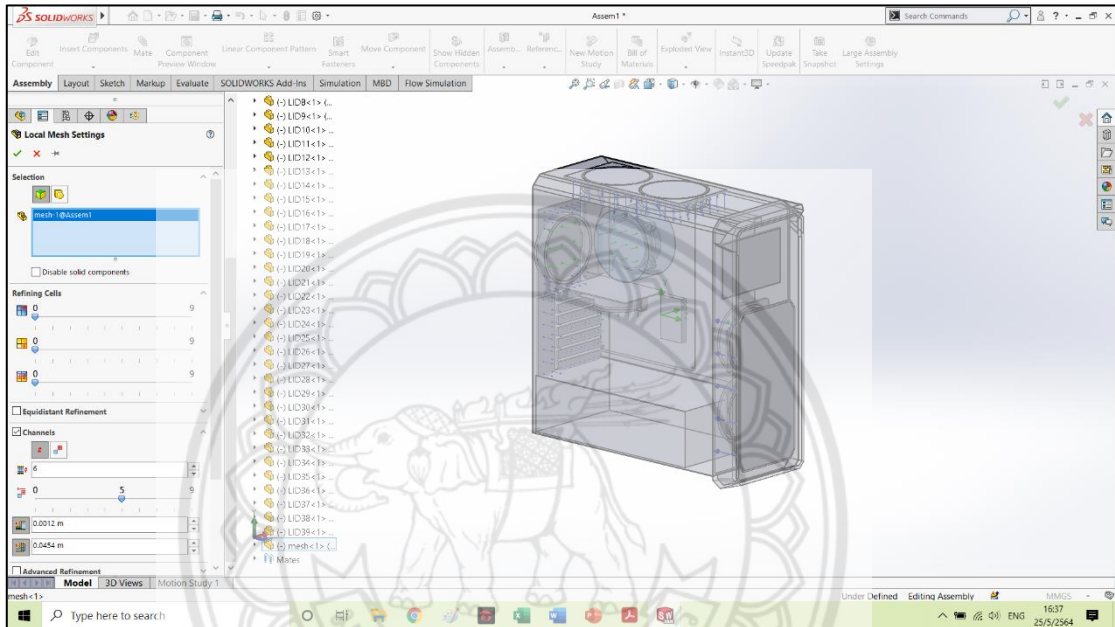 SOLIDWORKS
Assem1 *
Search Commands
Edit Component
Insert Components
Mate
Component Preview Window
Linear Component Pattern
Smart Fasteners
Move Component
Show Hidden Components
Assemb...
Referenc...
New Motion Study
Bill of Materials
Exploded View
Instant3D
Update Speedpak
Take Snapshot
Large Assembly Settings
Assembly Layout Sketch Markup Evaluate SOLIDWORKS Add-Ins Simulation MBD Flow Simulation
Local Mesh Settings
Selection
mesh-1@Assem1
Disable solid components
Refining Cells
0 9
0 9
0 9
Equidistant Refinement
Channels
6
0 5 9
0.0012 m
0.0454 m
Advanced Refinement
(-) LID8<1> (...
(-) LID9<1> (...
(-) LID10<1> ...
(-) LID11<1> ...
(-) LID12<1> ...
(-) LID13<1> ...
(-) LID14<1> ...
(-) LID15<1> ...
(-) LID16<1> ...
(-) LID17<1> ...
(-) LID18<1> ...
(-) LID19<1> ...
(-) LID20<1> ...
(-) LID21<1> ...
(-) LID22<1> ...
(-) LID23<1> ...
(-) LID24<1> ...
(-) LID25<1> ...
(-) LID26<1> ...
(-) LID27<1> ...
(-) LID28<1> ...
(-) LID29<1> ...
(-) LID30<1> ...
(-) LID31<1> ...
(-) LID32<1> ...
(-) LID33<1> ...
(-) LID34<1> ...
(-) LID35<1> ...
(-) LID36<1> ...
(-) LID37<1> ...
(-) LID38<1> ...
(-) LID39<1> ...
(-) mesh<1> (...
Mates
Model 3D Views Motion Study 1
mesh<1>
Under Defined Editing Assembly MMGS
Type here to search
ENG
16:37
25/5/2564